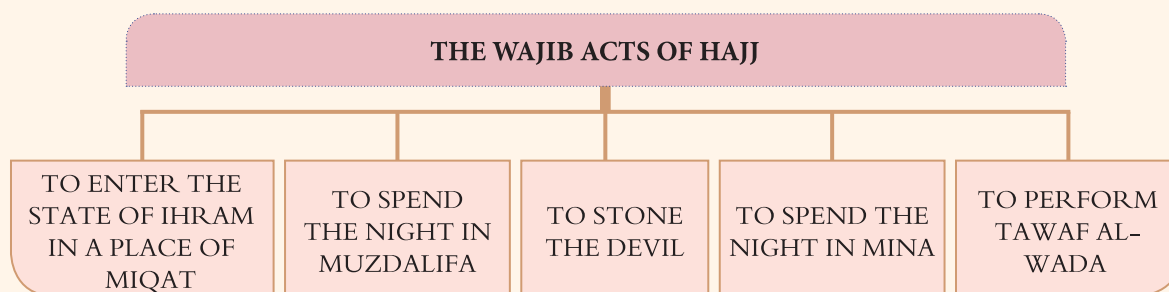 THE WAJIB ACTS OF HAJJ
TO ENTER THE
STATE OF IHRAM
IN A PLACE OF
MIQAT
TO SPEND
THE NIGHT IN
MUZDALIFA
TO STONE
THE DEVIL
TO SPEND THE
NIGHT IN MINA
TO PERFORM
TAWAF AL–
WADA